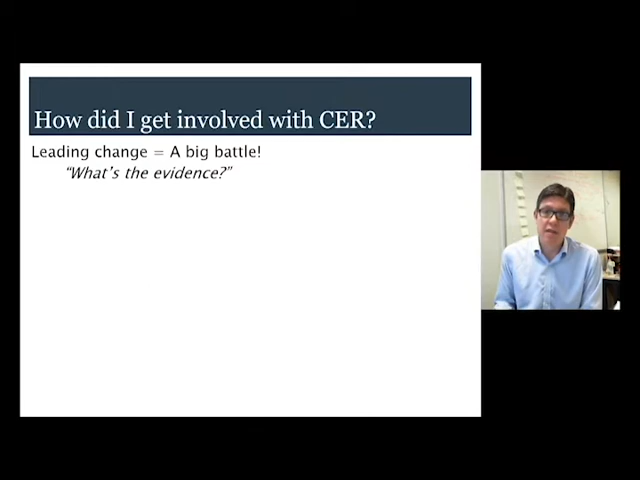 How did I get involved with CER?
Leading change = A big battle!
“What’s the evidence?”